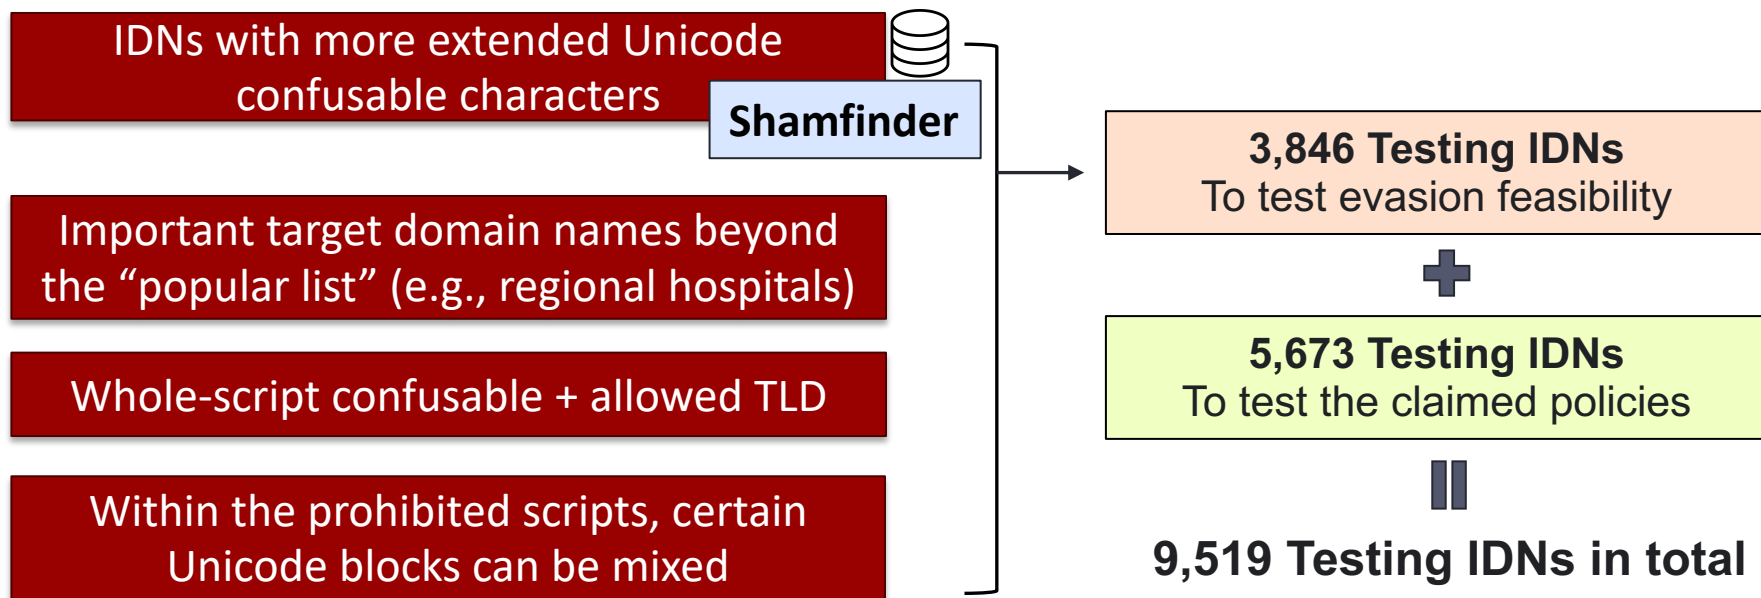 IDNs with more extended Unicode
confusable characters
Shamfinder
Important target domain names beyond
the “popular list” (e.g., regional hospitals)
Whole-script confusable + allowed TLD
Within the prohibited scripts, certain
Unicode blocks can be mixed
3,846 Testing IDNs
To test evasion feasibility
5,673 Testing IDNs
To test the claimed policies
9,519 Testing IDNs in total